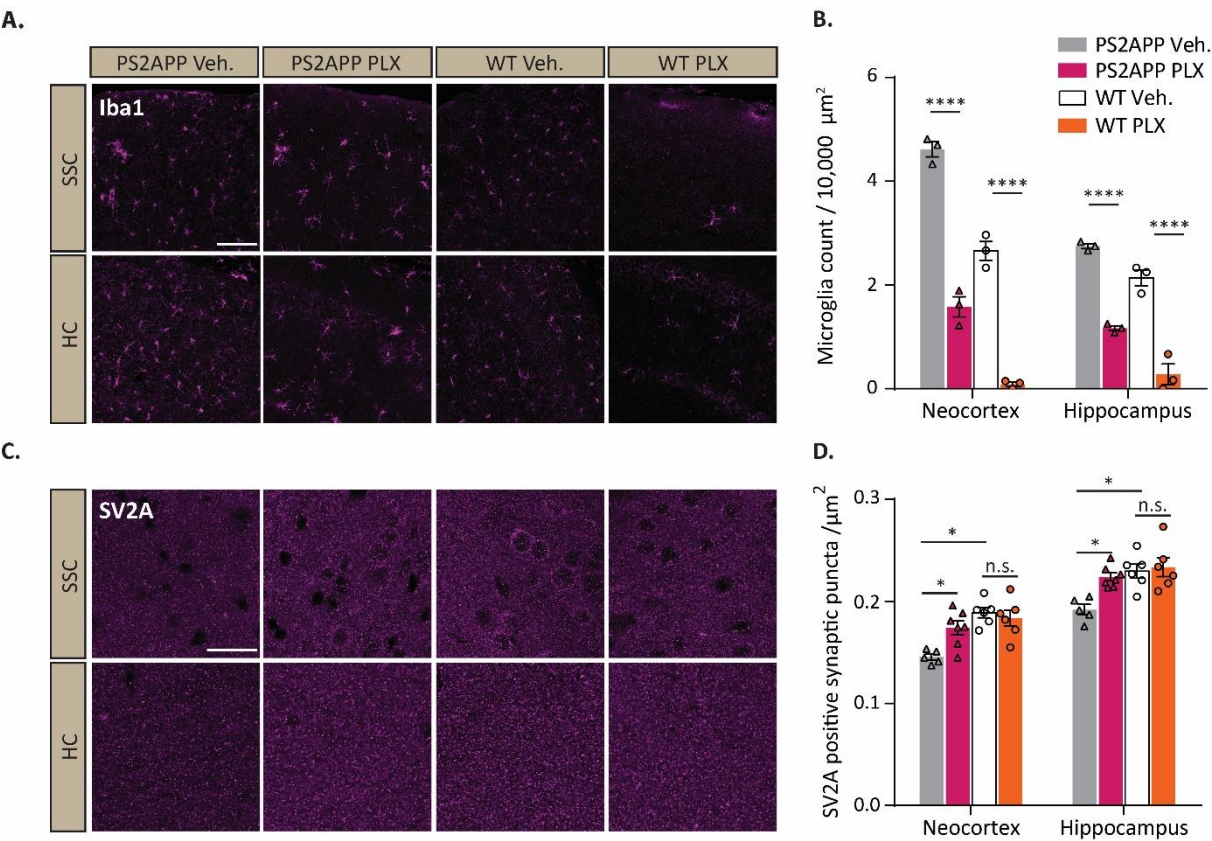 A.
PS2APP Veh.
PS2APP PLX
WT Veh.
WT PLX
SSC
Iba1
HC
B.
PS2APP Veh.
PS2APP PLX
WT Veh.
WT PLX
Microglia count / 10,000 μm²
6
4
2
0
****
****
****
****
Neocortex
Hippocampus
C.
SSC
SV2A
HC
D.
SV2A positive synaptic puncta /μm²
0.3
0.2
0.1
0.0
*
*
n.s.
*
*
n.s.
Neocortex
Hippocampus